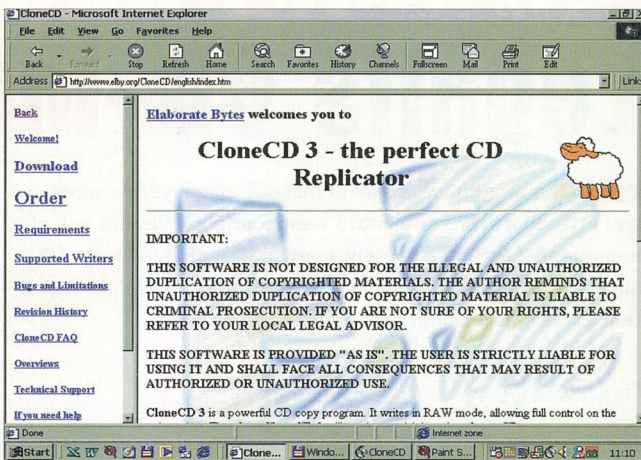 CloneCD - Microsoft Internet Explorer
File Edit View Go Favorites Help
Back Forward Stop Refresh Home Search Favorites History Channels Fullscreen Mail Print Edit
Address http://www.elby.org/CloneCD/english/index.htm Links
Back
Welcome!
Download
Order
Requirements
Supported Writers
Bugs and Limitations
Revision History
CloneCD FAQ
Overviews
Technical Support
If you need help
Elaborate Bytes welcomes you to
CloneCD 3 - the perfect CD
Replicator
IMPORTANT:
THIS SOFTWARE IS NOT DESIGNED FOR THE ILLEGAL AND UNAUTHORIZED
DUPLICATION OF COPYRIGHTED MATERIALS. THE AUTHOR REMINDS THAT
UNAUTHORIZED DUPLICATION OF COPYRIGHTED MATERIAL IS LIABLE TO
CRIMINAL PROSECUTION. IF YOU ARE NOT SURE OF YOUR RIGHTS, PLEASE
REFER TO YOUR LOCAL LEGAL ADVISOR.
THIS SOFTWARE IS PROVIDED "AS IS". THE USER IS STRICTLY LIABLE FOR
USING IT AND SHALL FACE ALL CONSEQUENCES THAT MAY RESULT OF
AUTHORIZED OR UNAUTHORIZED USE.
CloneCD 3 is a powerful CD copy program. It writes in RAW mode, allowing full control on the
Done Internet zone
Start Clone... Windo... CloneCD Paint S... 11:10